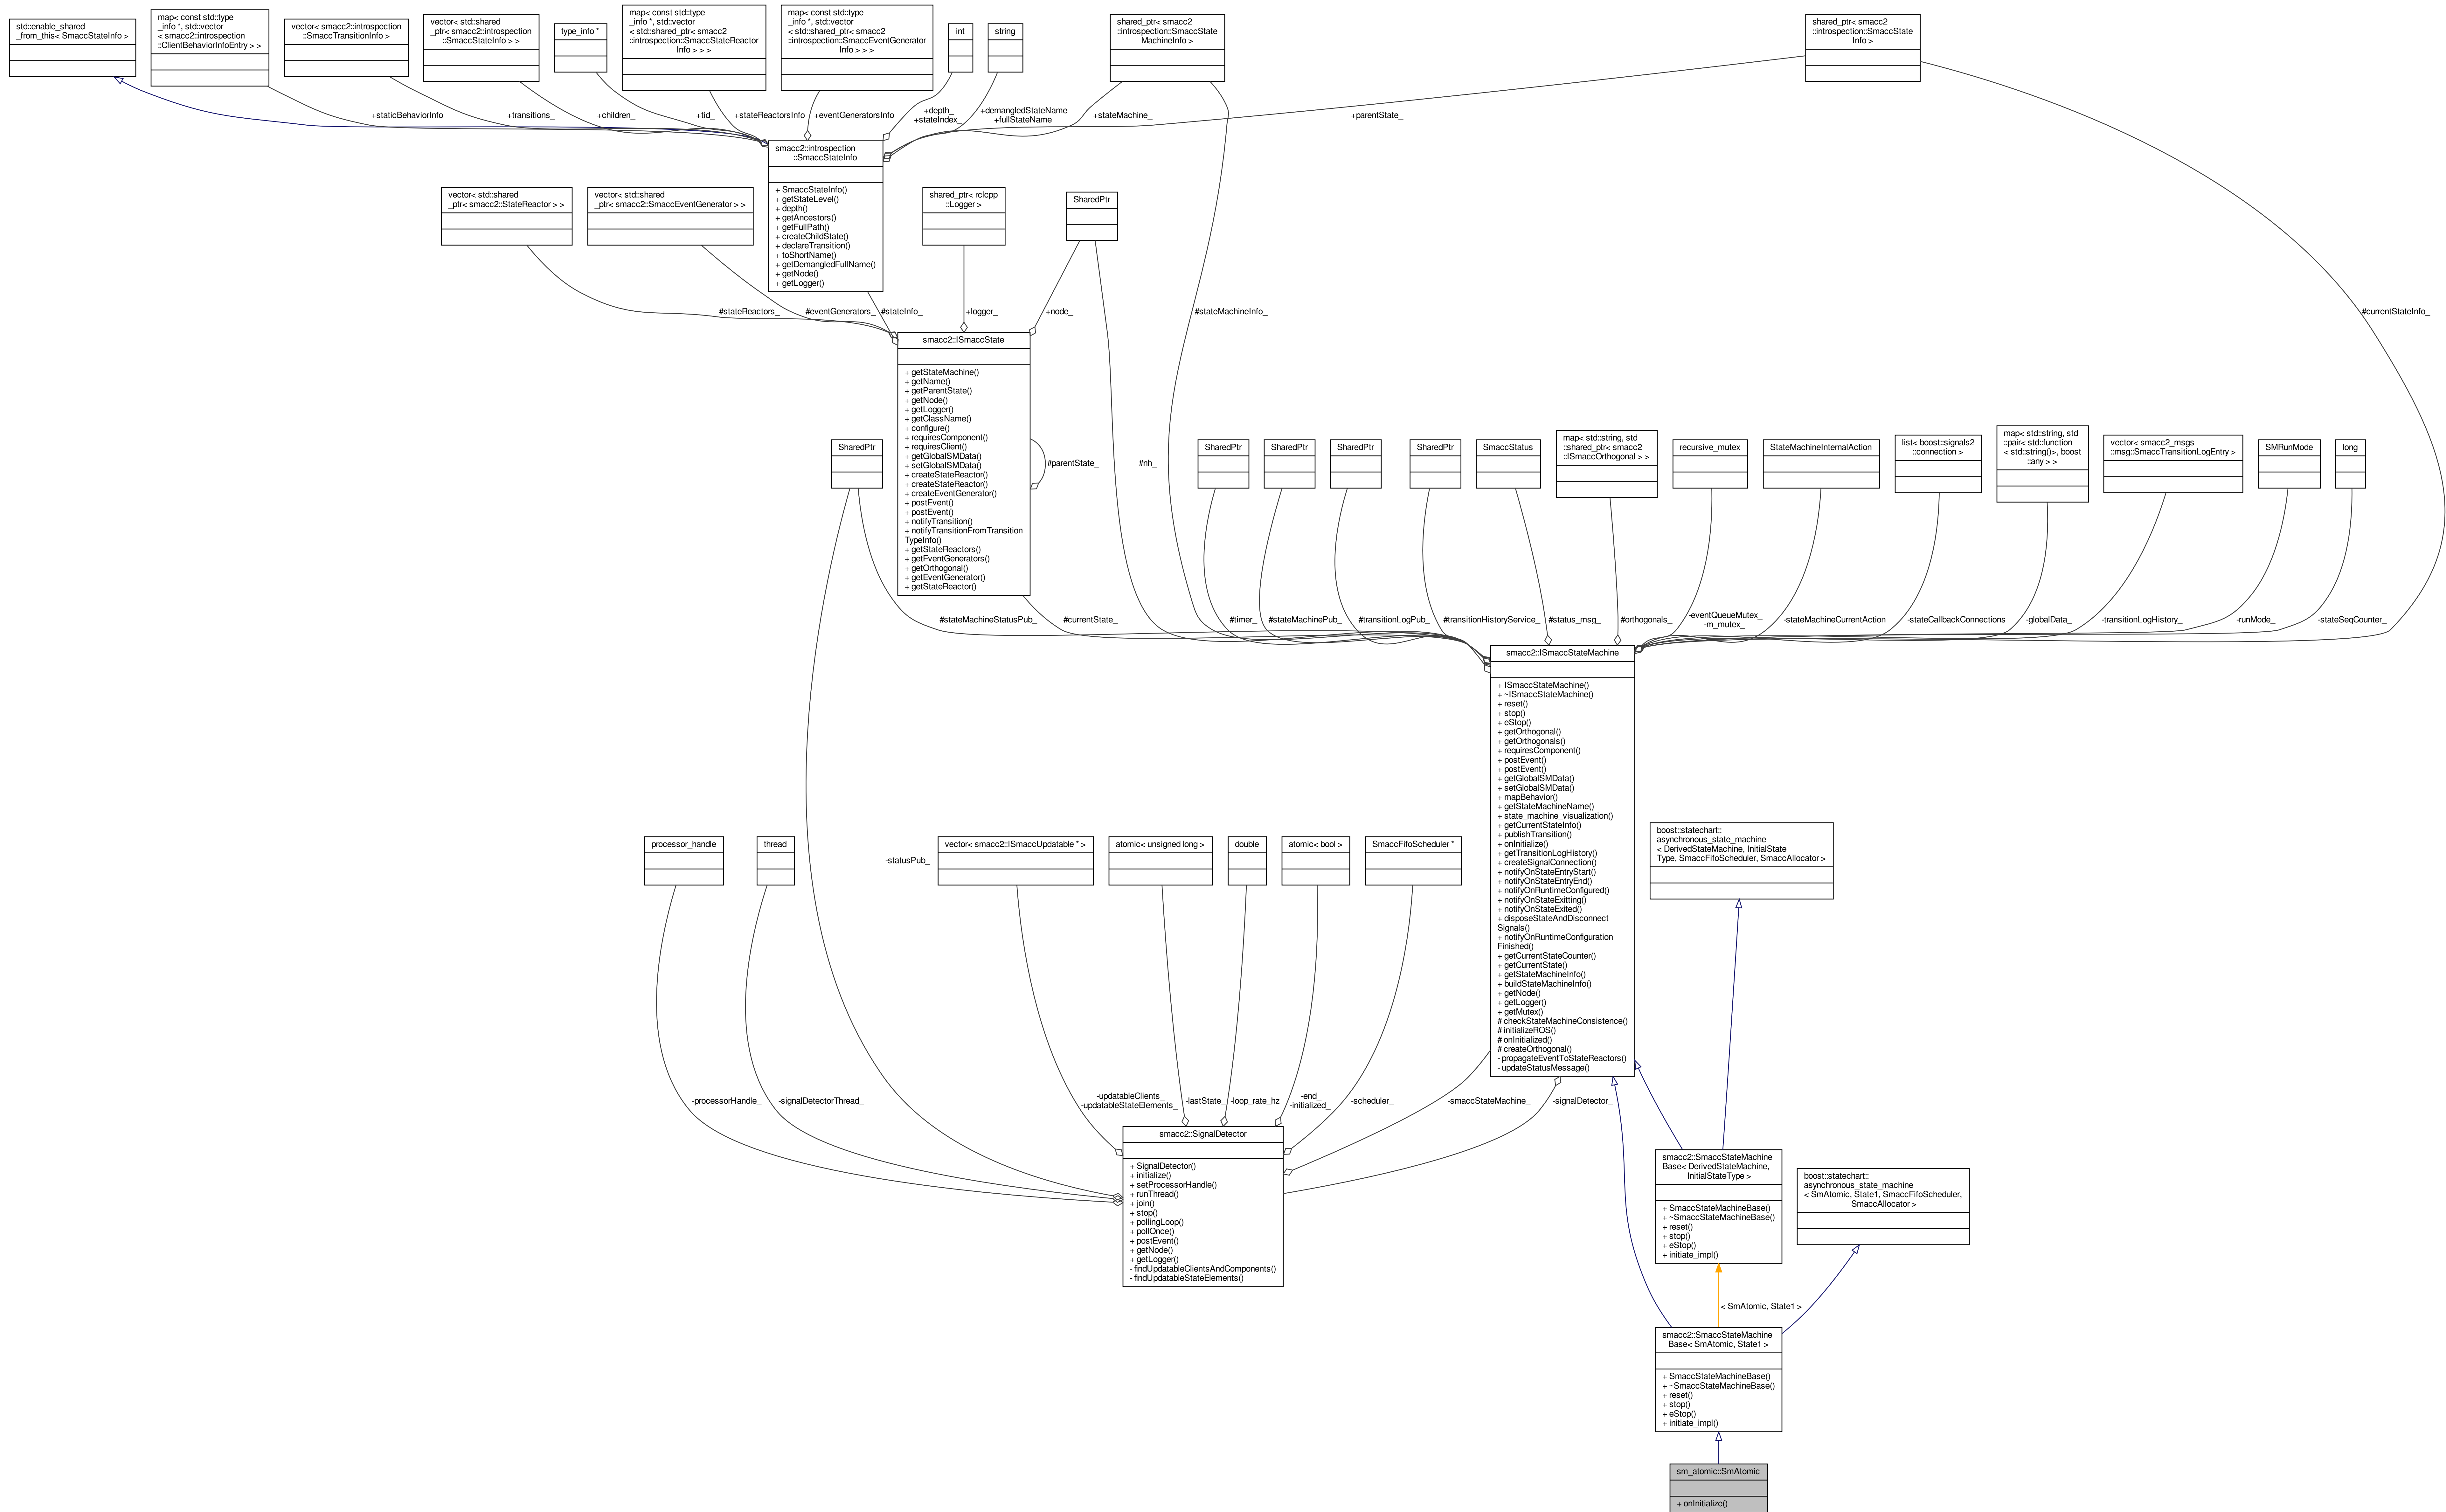 std::enable_shared
_from_this< SmaccStateInfo >
map< const std::type
_info *, std::vector
< smacc2::introspection
::ClientBehaviorInfoEntry > >
vector< smacc2::introspection
::SmaccTransitionInfo >
vector< std::shared
_ptr< smacc2::introspection
::SmaccStateInfo > >
type_info *
map< const std::type
_info *, std::vector
< std::shared_ptr< smacc2
::introspection::SmaccStateReactor
Info > > >
map< const std::type
_info *, std::vector
< std::shared_ptr< smacc2
::introspection::SmaccEventGenerator
Info > > >
int
string
shared_ptr< smacc2
::introspection::SmaccState
MachineInfo >
shared_ptr< smacc2
::introspection::SmaccState
Info >
+staticBehaviorInfo
+transitions_
+children_
+tid_
+stateReactorsInfo
+eventGeneratorsInfo
+depth_
+stateIndex_
+demangledStateName
+fullStateName
+stateMachine_
+parentState_
smacc2::introspection
::SmaccStateInfo
+ SmaccStateInfo()
+ getStateLevel()
+ depth()
+ getAncestors()
+ getFullPath()
+ createChildState()
+ declareTransition()
+ toShortName()
+ getDemangledFullName()
+ getNode()
+ getLogger()
vector< std::shared
_ptr< smacc2::StateReactor > >
vector< std::shared
_ptr< smacc2::SmaccEventGenerator > >
shared_ptr< rclcpp
::Logger >
SharedPtr
#stateReactors_
#eventGenerators_
#stateInfo_
+logger_
+node_
#stateMachineInfo_
#currentStateInfo_
smacc2::ISmaccState
+ getStateMachine()
+ getName()
+ getParentState()
+ getNode()
+ getLogger()
+ getClassName()
+ configure()
+ requiresComponent()
+ requiresClient()
+ getGlobalSMData()
+ setGlobalSMData()
+ createStateReactor()
+ createStateReactor()
+ createEventGenerator()
+ postEvent()
+ postEvent()
+ notifyTransition()
+ notifyTransitionFromTransition
TypeInfo()
+ getStateReactors()
+ getEventGenerators()
+ getOrthogonal()
+ getEventGenerator()
+ getStateReactor()
#parentState_
#nh_
SharedPtr
SharedPtr
SharedPtr
SharedPtr
SharedPtr
SmaccStatus
map< std::string, std
::shared_ptr< smacc2
::ISmaccOrthogonal > >
recursive_mutex
StateMachineInternalAction
list< boost::signals2
::connection >
map< std::string, std
::pair< std::function
< std::string()>, boost
::any > >
vector< smacc2_msgs
::msg::SmaccTransitionLogEntry >
SMRunMode
long
#stateMachineStatusPub_
#currentState_
#timer_
#stateMachinePub_
#transitionLogPub_
#transitionHistoryService_
#status_msg_
#orthogonals_
-eventQueueMutex_
-m_mutex_
-stateMachineCurrentAction
-stateCallbackConnections
-globalData_
-transitionLogHistory_
-runMode_
-stateSeqCounter_
smacc2::ISmaccStateMachine
+ ISmaccStateMachine()
+ ~ISmaccStateMachine()
+ reset()
+ stop()
+ eStop()
+ getOrthogonal()
+ getOrthogonals()
+ requiresComponent()
+ postEvent()
+ postEvent()
+ getGlobalSMData()
+ setGlobalSMData()
+ mapBehavior()
+ getStateMachineName()
+ state_machine_visualization()
+ getCurrentStateInfo()
+ publishTransition()
+ onInitialize()
+ getTransitionLogHistory()
+ createSignalConnection()
+ notifyOnStateEntryStart()
+ notifyOnStateEntryEnd()
+ notifyOnRuntimeConfigured()
+ notifyOnStateExitting()
+ notifyOnStateExited()
+ disposeStateAndDisconnect
Signals()
+ notifyOnRuntimeConfiguration
Finished()
+ getCurrentStateCounter()
+ getCurrentState()
+ getStateMachineInfo()
+ buildStateMachineInfo()
+ getNode()
+ getLogger()
+ getMutex()
# checkStateMachineConsistence()
# initializeROS()
# onInitialized()
# createOrthogonal()
- propagateEventToStateReactors()
- updateStatusMessage()
processor_handle
thread
-statusPub_
vector< smacc2::ISmaccUpdatable * >
atomic< unsigned long >
double
atomic< bool >
SmaccFifoScheduler *
boost::statechart::
asynchronous_state_machine
< DerivedStateMachine, InitialState
Type, SmaccFifoScheduler, SmaccAllocator >
-processorHandle_
-signalDetectorThread_
-updatableClients_
-updatableStateElements_
-lastState_
-loop_rate_hz
-end_
-initialized_
-scheduler_
-smaccStateMachine_
-signalDetector_
smacc2::SignalDetector
+ SignalDetector()
+ initialize()
+ setProcessorHandle()
+ runThread()
+ join()
+ stop()
+ pollingLoop()
+ pollOnce()
+ postEvent()
+ getNode()
+ getLogger()
- findUpdatableClientsAndComponents()
- findUpdatableStateElements()
smacc2::SmaccStateMachine
Base< DerivedStateMachine,
InitialStateType >
+ SmaccStateMachineBase()
+ ~SmaccStateMachineBase()
+ reset()
+ stop()
+ eStop()
+ initiate_impl()
boost::statechart::
asynchronous_state_machine
< SmAtomic, State1, SmaccFifoScheduler,
SmaccAllocator >
< SmAtomic, State1 >
smacc2::SmaccStateMachine
Base< SmAtomic, State1 >
+ SmaccStateMachineBase()
+ ~SmaccStateMachineBase()
+ reset()
+ stop()
+ eStop()
+ initiate_impl()
sm_atomic::SmAtomic
+ onInitialize()